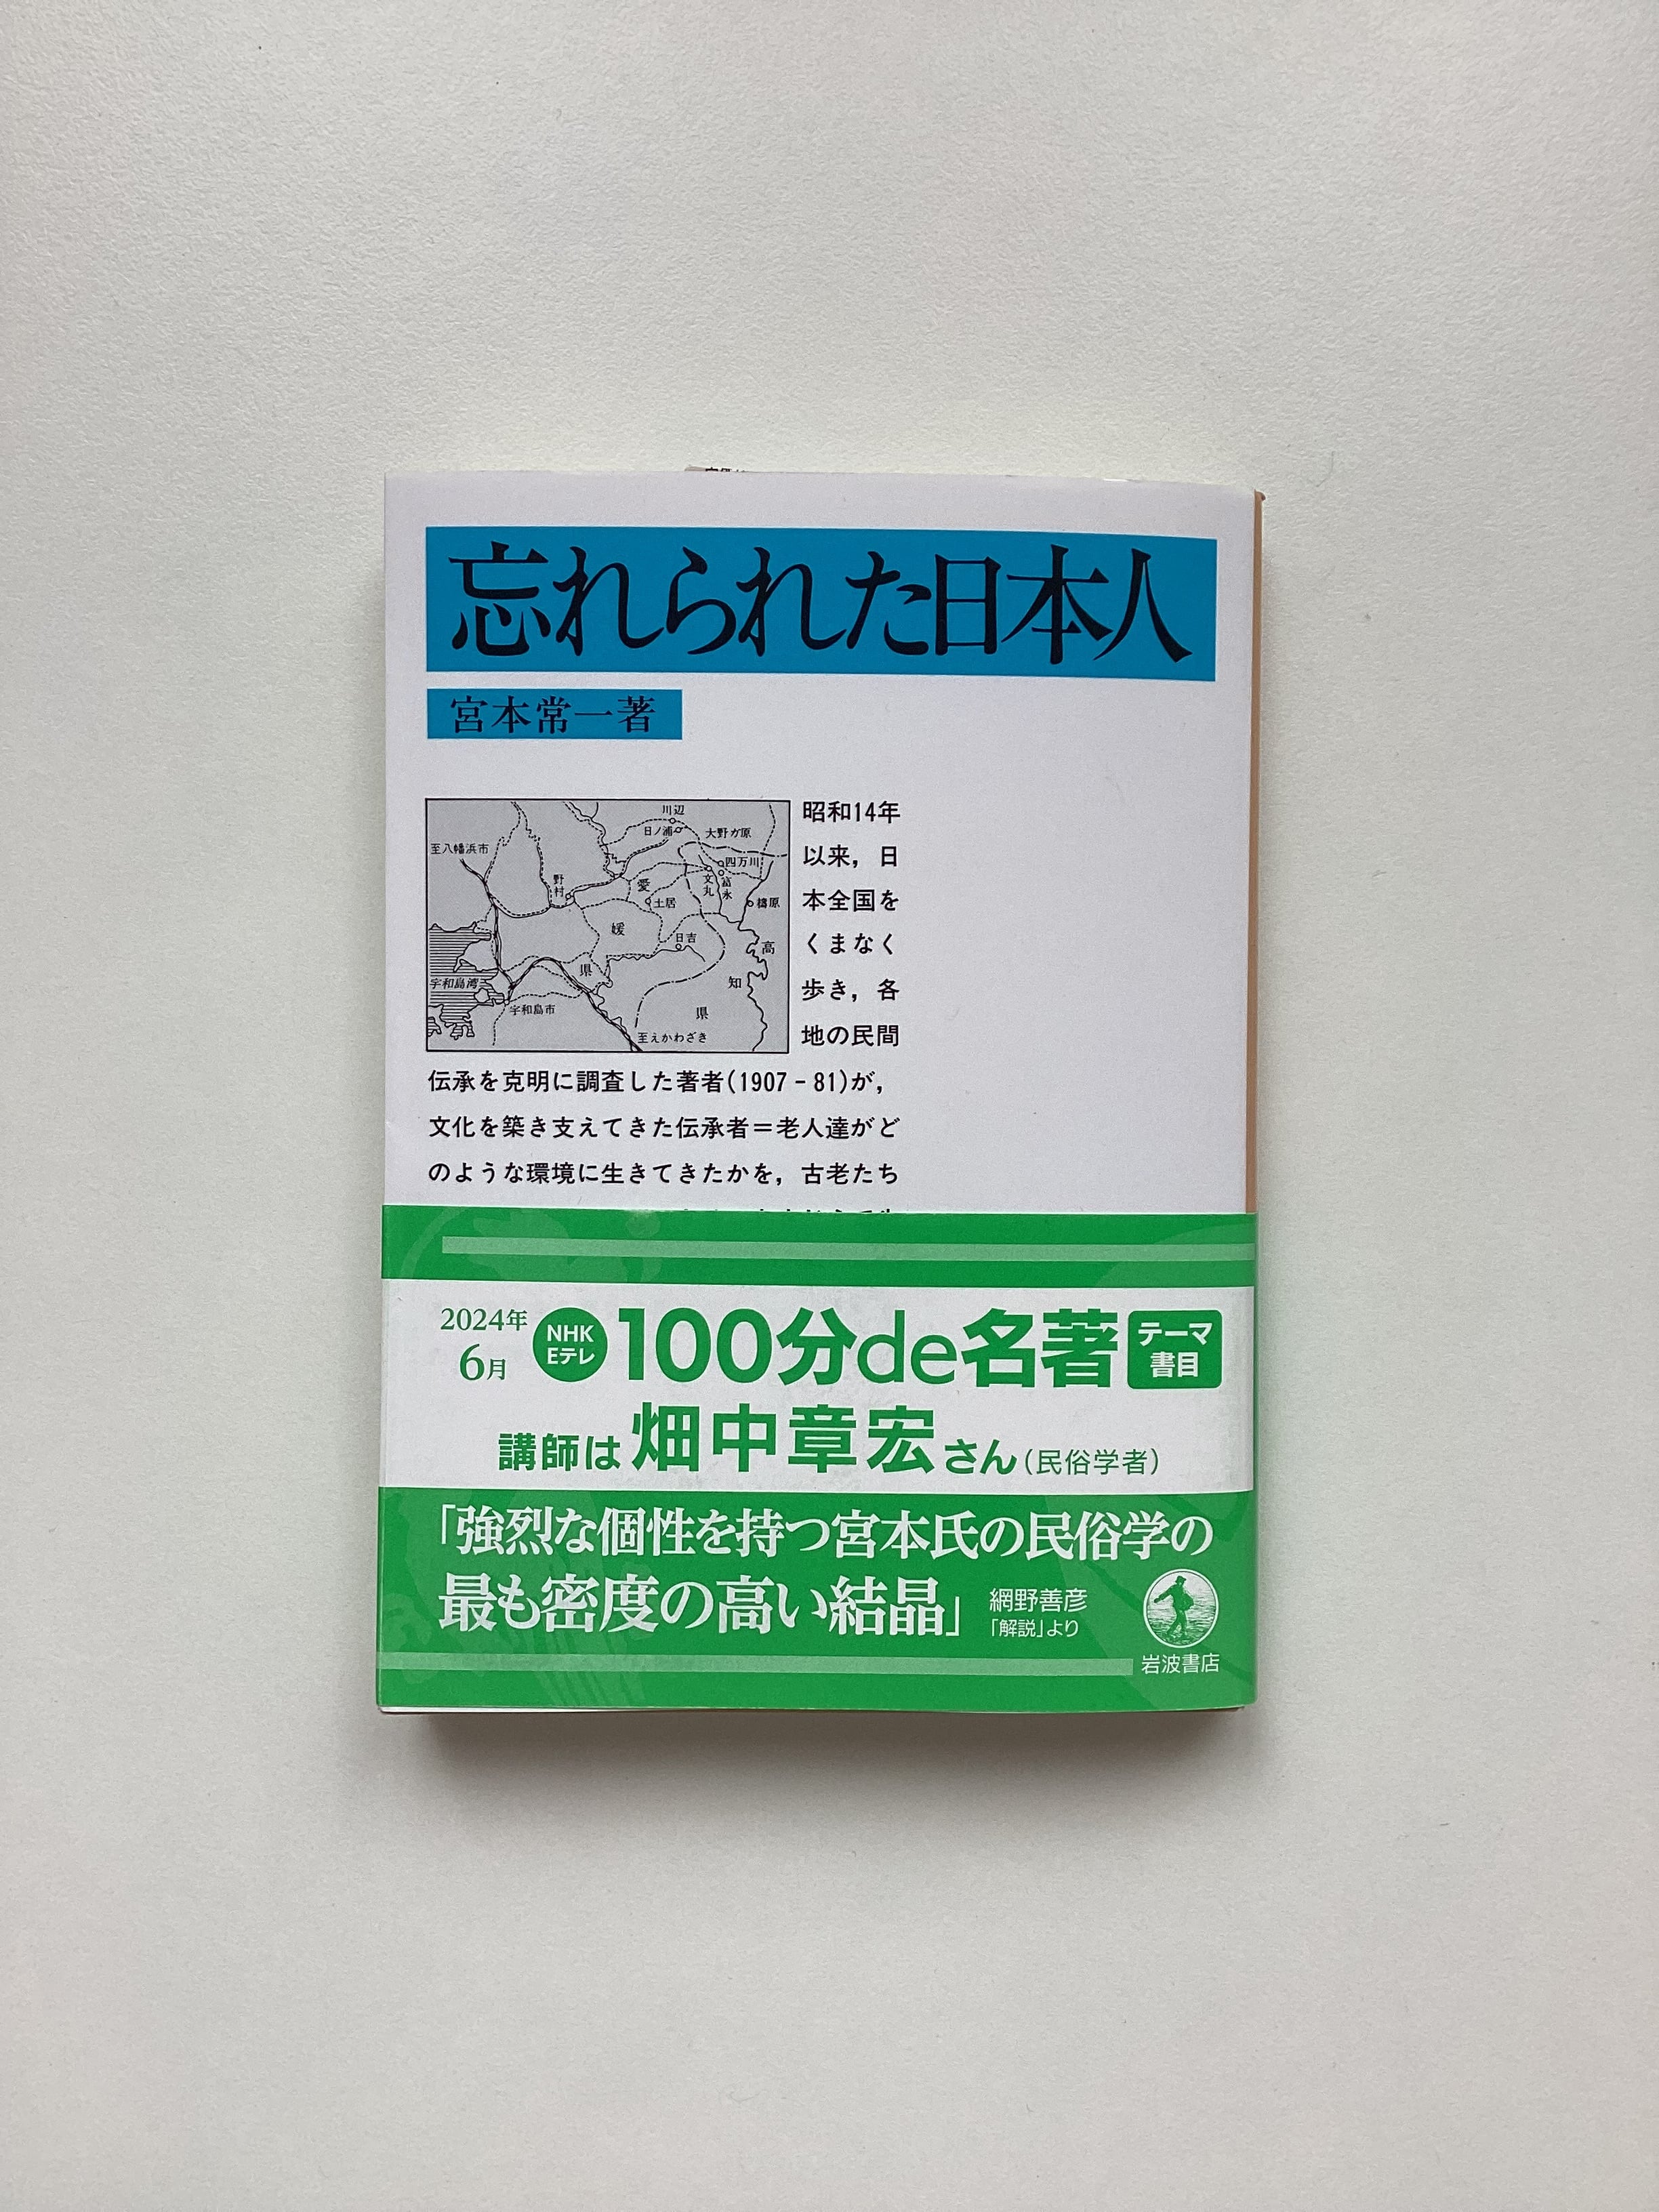 忘れられた日本人
宮本常一著
川辺
日ノ浦
大野ガ原
至八幡浜市
四万川
野村
愛
文丸
富永
土居
檮原
媛
日吉
高
県
知
宇和島湾
宇和島市
県
至えかわざき
昭和14年
以来，日
本全国を
くまなく
歩き，各
地の民間
伝承を克明に調査した著者(1907－81)が，
文化を築き支えてきた伝承者＝老人達がど
のような環境に生きてきたかを，古老たち
2024年
6月
NHK
Eテレ
100分de名著
テーマ
書目
講師は畑中章宏さん（民俗学者）
「強烈な個性を持つ宮本氏の民俗学の
最も密度の高い結晶」
網野善彦
「解説」より
岩波書店